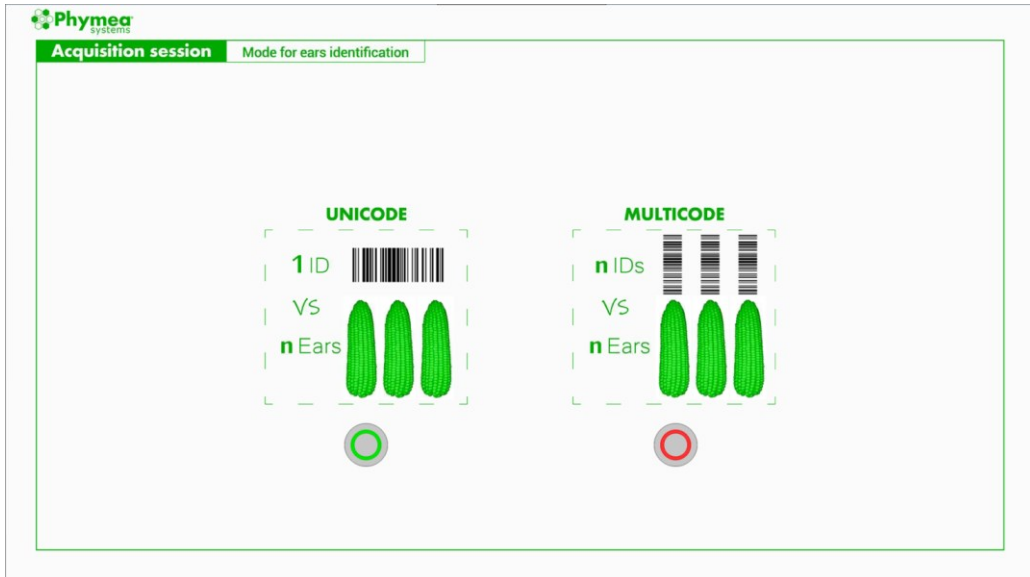 Phymea
systems
Acquisition session
Mode for ears identification
UNICODE
1 ID
VS
n Ears
MULTICODE
n IDs
VS
n Ears